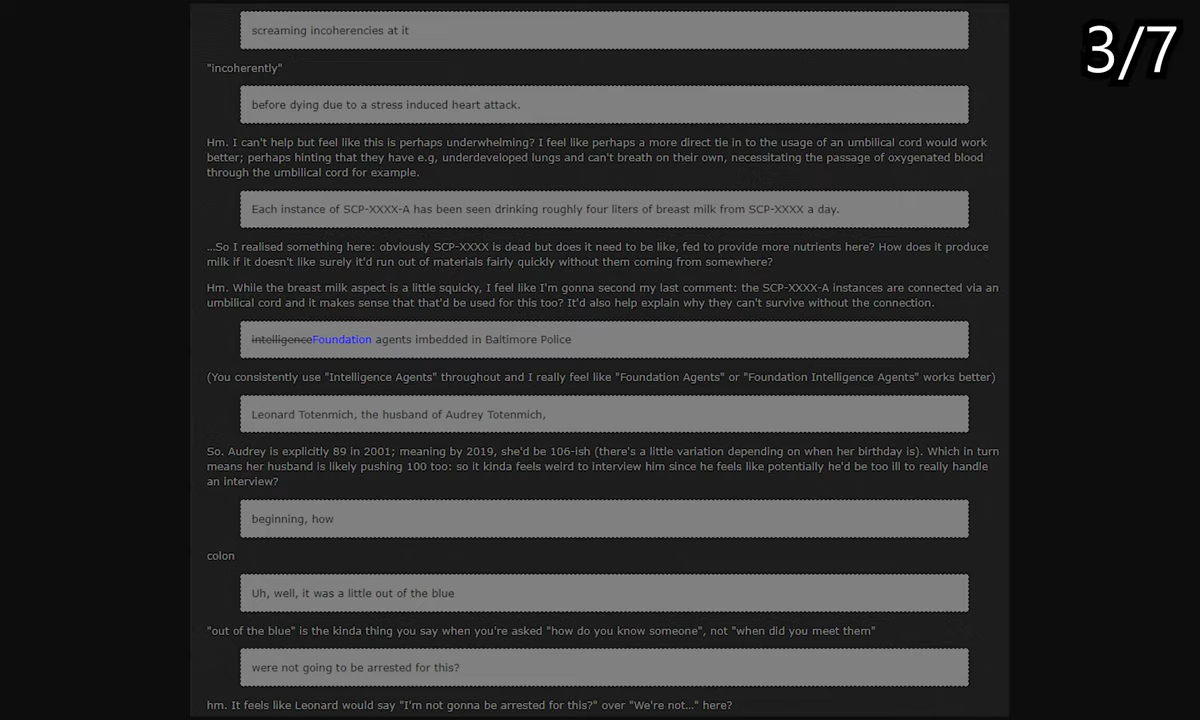 3/7
screaming incoherencies at it
"incoherently"
before dying due to a stress induced heart attack.
Hm. I can't help but feel like this is perhaps underwhelming? I feel like perhaps a more direct tie in to the usage of an umbilical cord would work
better; perhaps hinting that they have e.g, underdeveloped lungs and can't breath on their own, necessitating the passage of oxygenated blood
through the umbilical cord for example.
Each instance of SCP-XXXX-A has been seen drinking roughly four liters of breast milk from SCP-XXXX a day.
...So I realised something here: obviously SCP-XXXX is dead but does it need to be like, fed to provide more nutrients here? How does it produce
milk if it doesn't like surely it'd run out of materials fairly quickly without them coming from somewhere?
Hm. While the breast milk aspect is a little squicky, I feel like I'm gonna second my last comment: the SCP-XXXX-A instances are connected via an
umbilical cord and it makes sense that that'd be used for this too? It'd also help explain why they can't survive without the connection.
intelligenceFoundation agents imbedded in Baltimore Police
(You consistently use "Intelligence Agents" throughout and I really feel like "Foundation Agents" or "Foundation Intelligence Agents" works better)
Leonard Totenmich, the husband of Audrey Totenmich,
So. Audrey is explicitly 89 in 2001; meaning by 2019, she'd be 106-ish (there's a little variation depending on when her birthday is). Which in turn
means her husband is likely pushing 100 too: so it kinda feels weird to interview him since he feels like potentially he'd be too ill to really handle
an interview?
beginning, how
colon
Uh, well, it was a little out of the blue
"out of the blue" is the kinda thing you say when you're asked "how do you know someone", not "when did you meet them"
were not going to be arrested for this?
hm. It feels like Leonard would say "I'm not gonna be arrested for this?" over "We're not..." here?